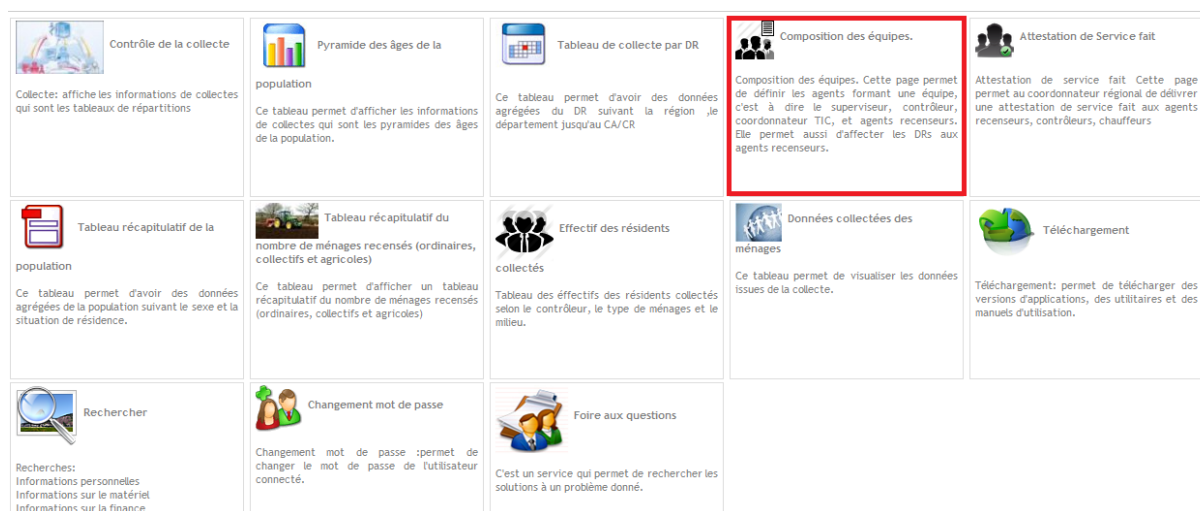 Contrôle de la collecte
Collecte: affiche les informations de collectes
qui sont les tableaux de répartitions
Pyramide des âges de la
population
Ce tableau permet d'afficher les informations
de collectes qui sont les pyramides des âges
de la population.
Tableau de collecte par DR
Ce tableau permet d'avoir des données
agrégées du DR suivant la région ,le
département jusqu'au CA/CR
Composition des équipes.
Composition des équipes. Cette page permet
de définir les agents formant une équipe,
c'est à dire le superviseur, contrôleur,
coordonnateur TIC, et agents recenseurs.
Elle permet aussi d'affecter les DRs aux
agents recenseurs.
Attestation de Service fait
Attestation de service fait Cette page
permet au coordonnateur régional de délivrer
une attestation de service fait aux agents
recenseurs, contrôleurs, chauffeurs
Tableau récapitulatif de la
population
Ce tableau permet d'avoir des données
agrégées de la population suivant le sexe et la
situation de résidence.
Tableau récapitulatif du
nombre de ménages recensés (ordinaires,
collectifs et agricoles)
Ce tableau permet d'afficher un tableau
récapitulatif du nombre de ménages recensés
(ordinaires, collectifs et agricoles)
Effectif des résidents
collectés
Tableau des éffectifs des résidents collectés
selon le contrôleur, le type de ménages et le
milieu.
Données collectées des
ménages
Ce tableau permet de visualiser les données
issues de la collecte.
Téléchargement
Téléchargement: permet de télécharger des
versions d'applications, des utilitaires et des
manuels d'utilisation.
Rechercher
Recherches:
Informations personnelles
Informations sur le matériel
Informations sur la finance
Changement mot de passe
Changement mot de passe :permet de
changer le mot de passe de l'utilisateur
connecté.
Foire aux questions
C'est un service qui permet de rechercher les
solutions à un problème donné.